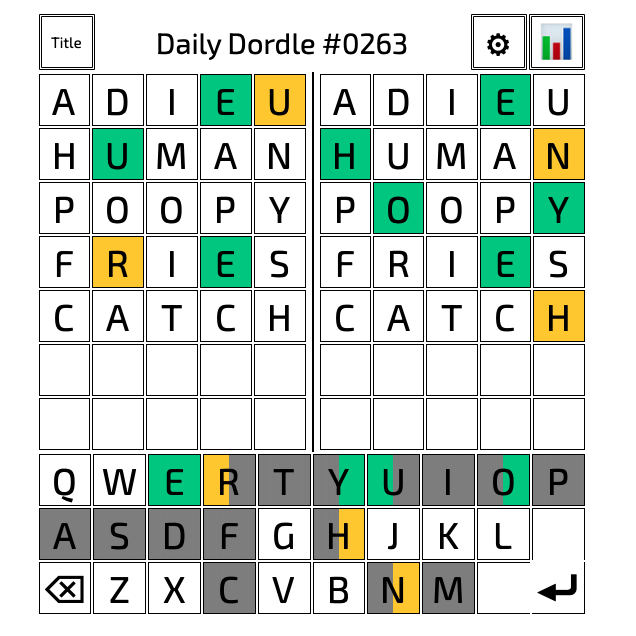 Title Daily Dordle #0263
A D I E U A D I E U
H U M A N H U M A N
P O O P Y P O O P Y
F R I E S F R I E S
C A T C H C A T C H
Q W E R T Y U I O P
A S D F G H J K L
Z X C V B N M